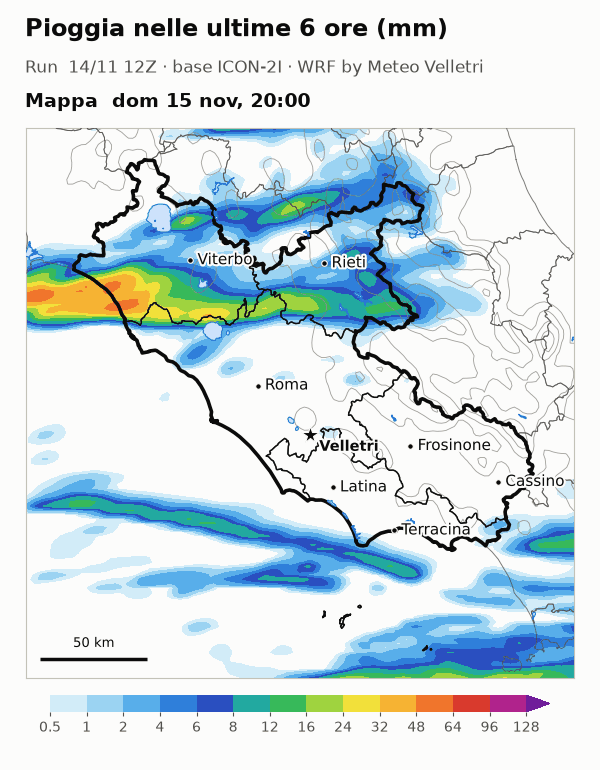 Pioggia nelle ultime 6 ore (mm)
Run  14/11 12Z · base ICON-2I · WRF by Meteo Velletri
Mappa  dom 15 nov, 20:00
Viterbo
Rieti
Roma
Velletri
Frosinone
Latina
Cassino
Terracina
50 km
0.5 1 2 4 6 8 12 16 24 32 48 64 96 128